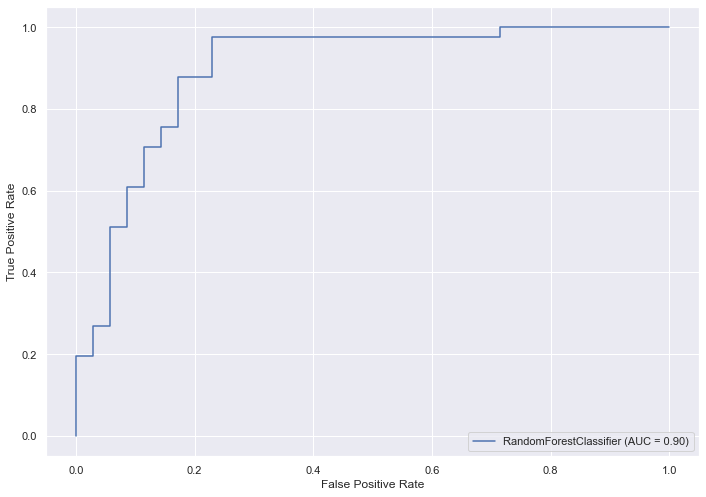 1.0
0.8
0.6
0.4
0.2
0.0
True Positive Rate
RandomForestClassifier (AUC = 0.90)
0.0 0.2 0.4 0.6 0.8 1.0
False Positive Rate